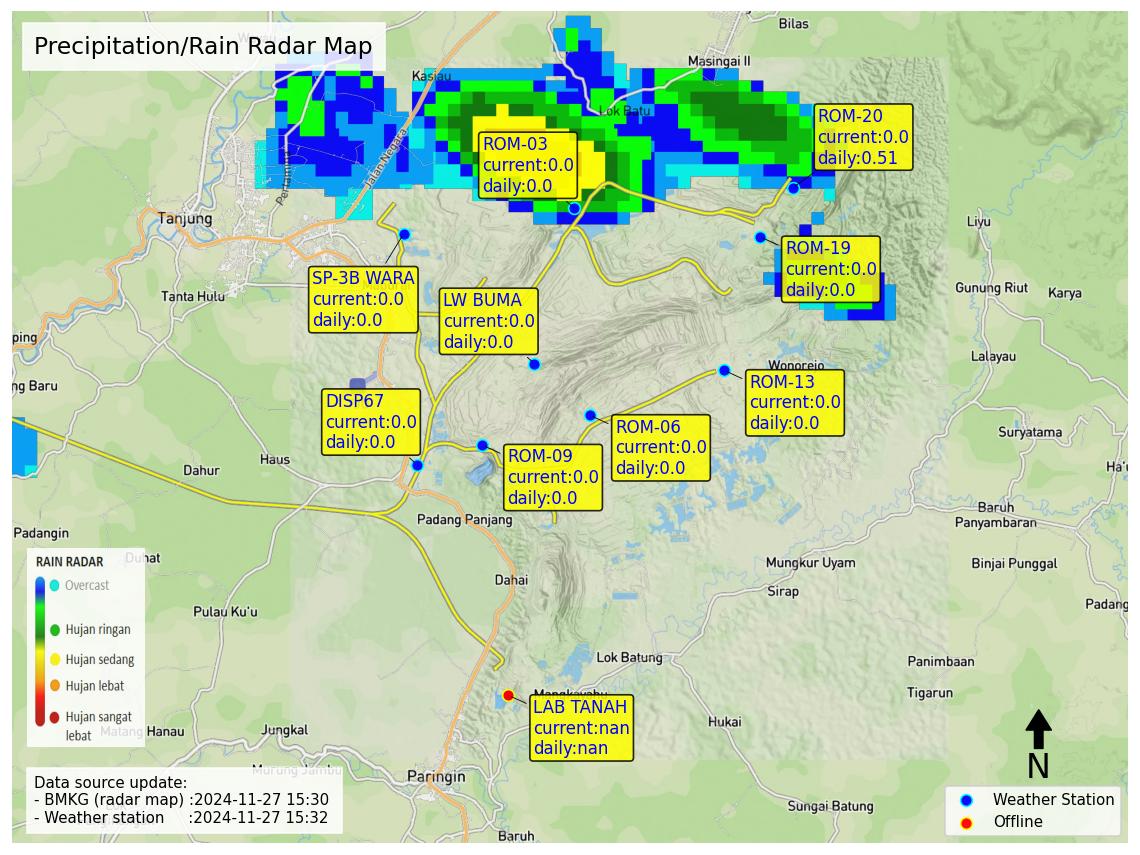 Precipitation/Rain Radar Map
Bilas
Masingai II
Kasiau
Lok Batu
ROM-20
current:0.0
daily:0.51
ROM-03
current:0.0
daily:0.0
Jalan Negara
Tanjung
Liyu
ROM-19
current:0.0
daily:0.0
SP-3B WARA
current:0.0
daily:0.0
LW BUMA
current:0.0
daily:0.0
Tanta Hulu
Gunung Riut
Karya
ping
Lalayau
Wonorejo
ng Baru
ROM-13
current:0.0
daily:0.0
DISP67
current:0.0
daily:0.0
ROM-06
current:0.0
daily:0.0
Suryatama
ROM-09
current:0.0
daily:0.0
Haus
Dahur
Ha'u
Baruh
Panyambaran
Padang Panjang
Padangin
Duhat
Mungkur Uyam
Binjai Punggal
Dahai
Sirap
Padang
Pulau Ku'u
RAIN RADAR
Overcast
Hujan ringan
Hujan sedang
Hujan lebat
Hujan sangat
lebat
Lok Batung
Panimbaan
Tigarun
Mangkayahu
LAB TANAH
current:nan
daily:nan
Hukai
Matang Hanau
Jungkal
Murung Jambu
Paringin
N
Sungai Batung
Baruh
Data source update:
- BMKG (radar map) :2024-11-27 15:30
- Weather station :2024-11-27 15:32
Weather Station
Offline